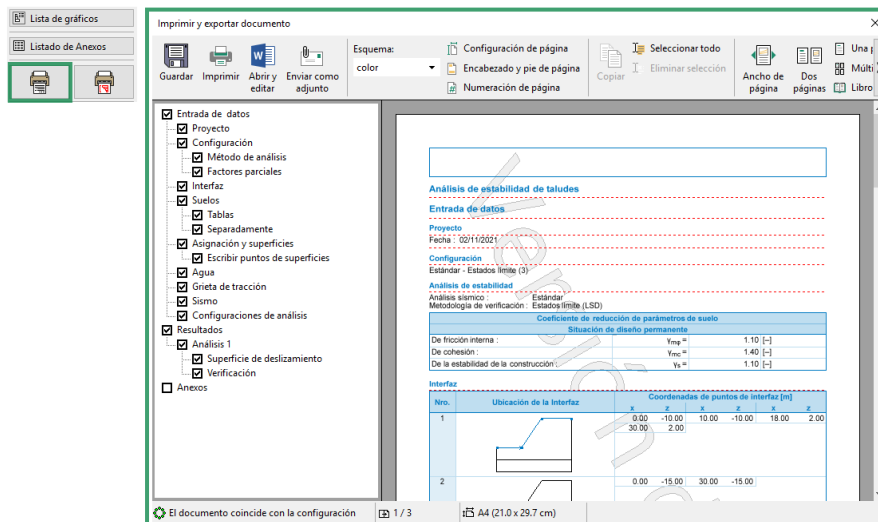 Lista de gráficos
Listado de Anexos
Imprimir y exportar documento
Guardar
Imprimir
Abrir y editar
Enviar como adjunto
Esquema:
color
Configuración de página
Encabezado y pie de página
Numeración de página
Copiar
Seleccionar todo
Eliminar selección
Ancho de página
Dos páginas
Una
Múlti
Libro
Entrada de datos
Proyecto
Configuración
Método de análisis
Factores parciales
Interfaz
Suelos
Tablas
Separadamente
Asignación y superficies
Escribir puntos de superficies
Agua
Grieta de tracción
Sismo
Configuraciones de análisis
Resultados
Análisis 1
Superficie de deslizamiento
Verificación
Anexos
Análisis de estabilidad de taludes
Entrada de datos
Proyecto
Fecha : 02/11/2021
Configuración
Estándar - Estados límite (3)
Análisis de estabilidad
Análisis sísmico : Estándar
Metodología de verificación : Estados límite (LSD)
Coeficiente de reducción de parámetros de suelo
Situación de diseño permanente
De fricción interna : γmφ = 1.10 [–]
De cohesión : γmc = 1.40 [–]
De la estabilidad de la construcción : γs = 1.10 [–]
Interfaz
Nro. Ubicación de la Interfaz Coordenadas de puntos de interfaz [m]
x z x z x z
1 0.00 -10.00 10.00 -10.00 18.00 2.00
30.00 2.00
2 0.00 -15.00 30.00 -15.00
El documento coincide con la configuración
1 / 3
A4 (21.0 x 29.7 cm)